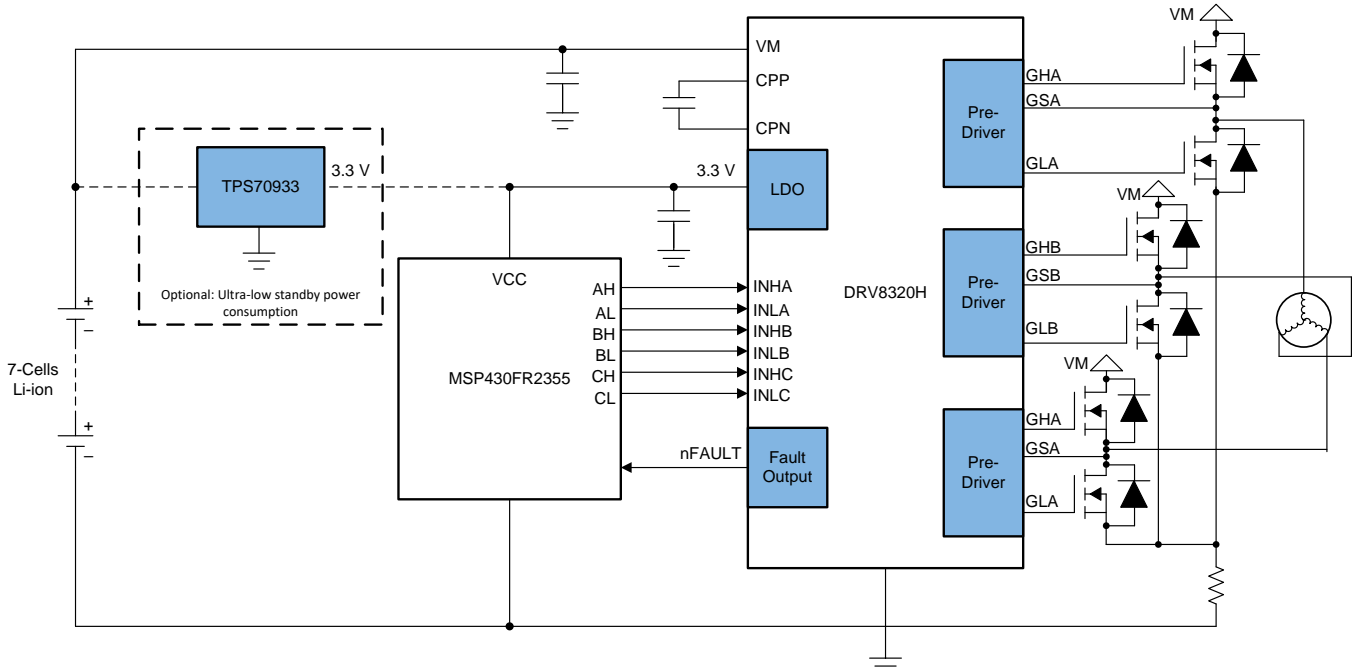 VM
VM
CPP
CPN
GHA
GSA
GLA
Pre-
Driver
TPS70933
3.3 V
3.3 V
LDO
Optional: Ultra-low standby power
consumption
VM
GHB
GSB
GLB
Pre-
Driver
DRV8320H
VCC
MSP430FR2355
AH
AL
BH
BL
CH
CL
INHA
INLA
INHB
INLB
INHC
INLC
+
–
7-Cells
Li-ion
+
–
VM
GHA
GSA
GLA
Pre-
Driver
nFAULT
Fault
Output